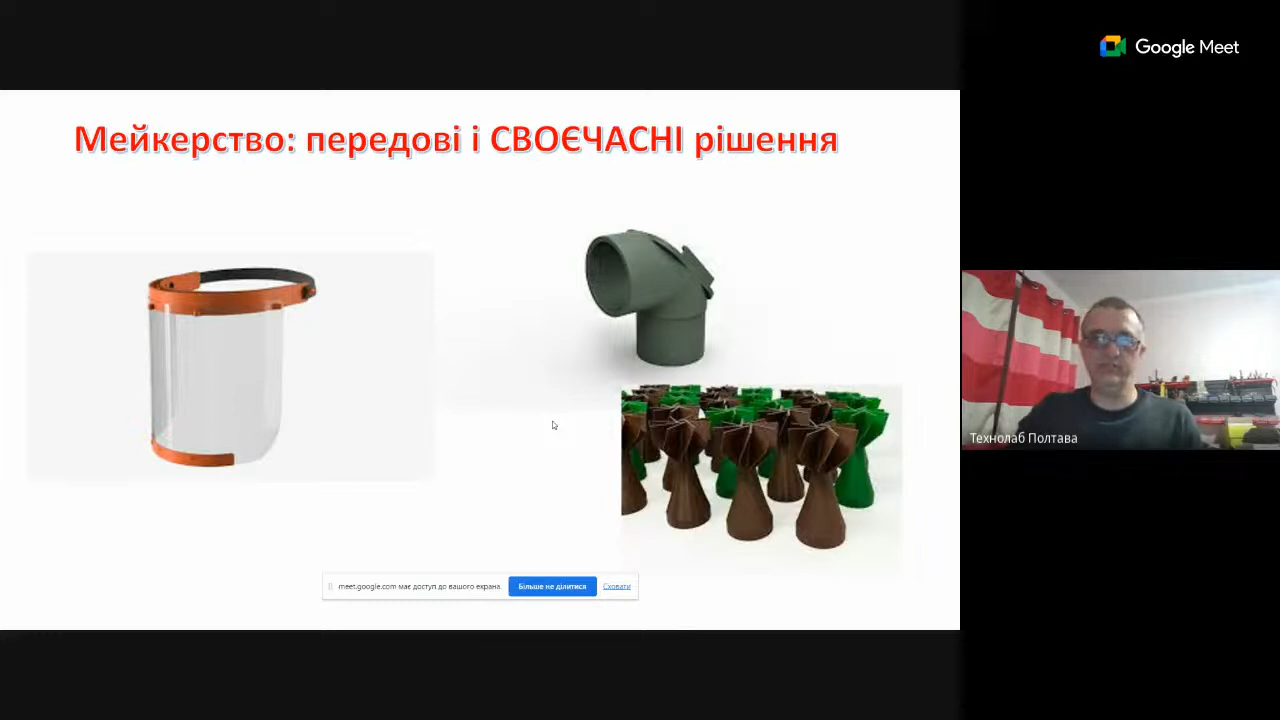 Google Meet
Мейкерство: передові і СВОЄЧАСНІ рішення
Технолаб Полтава
meet.google.com має доступ до вашого екрана.
Більше не ділитися
Сховати